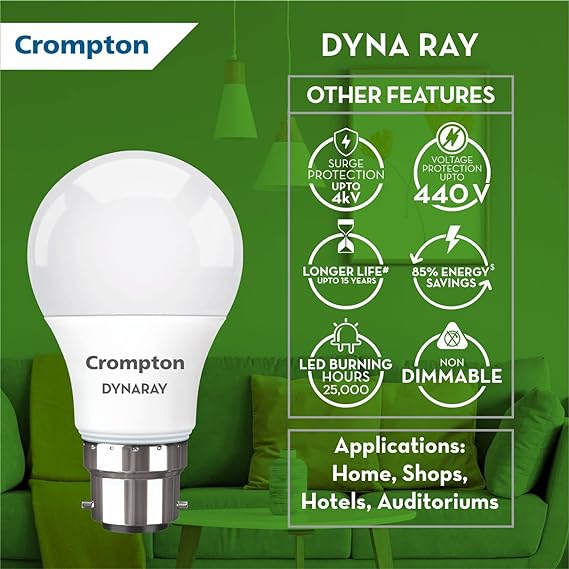 Crompton
DYNA RAY
OTHER FEATURES
SURGE
PROTECTION
UPTO
4kV
VOLTAGE
PROTECTION
UPTO
440 V
LONGER LIFE#
UPTO 15 YEARS
85% ENERGY$
SAVINGS
LED BURNING
HOURS
25,000
NON
DIMMABLE
Crompton
DYNARAY
Applications:
Home, Shops,
Hotels, Auditoriums